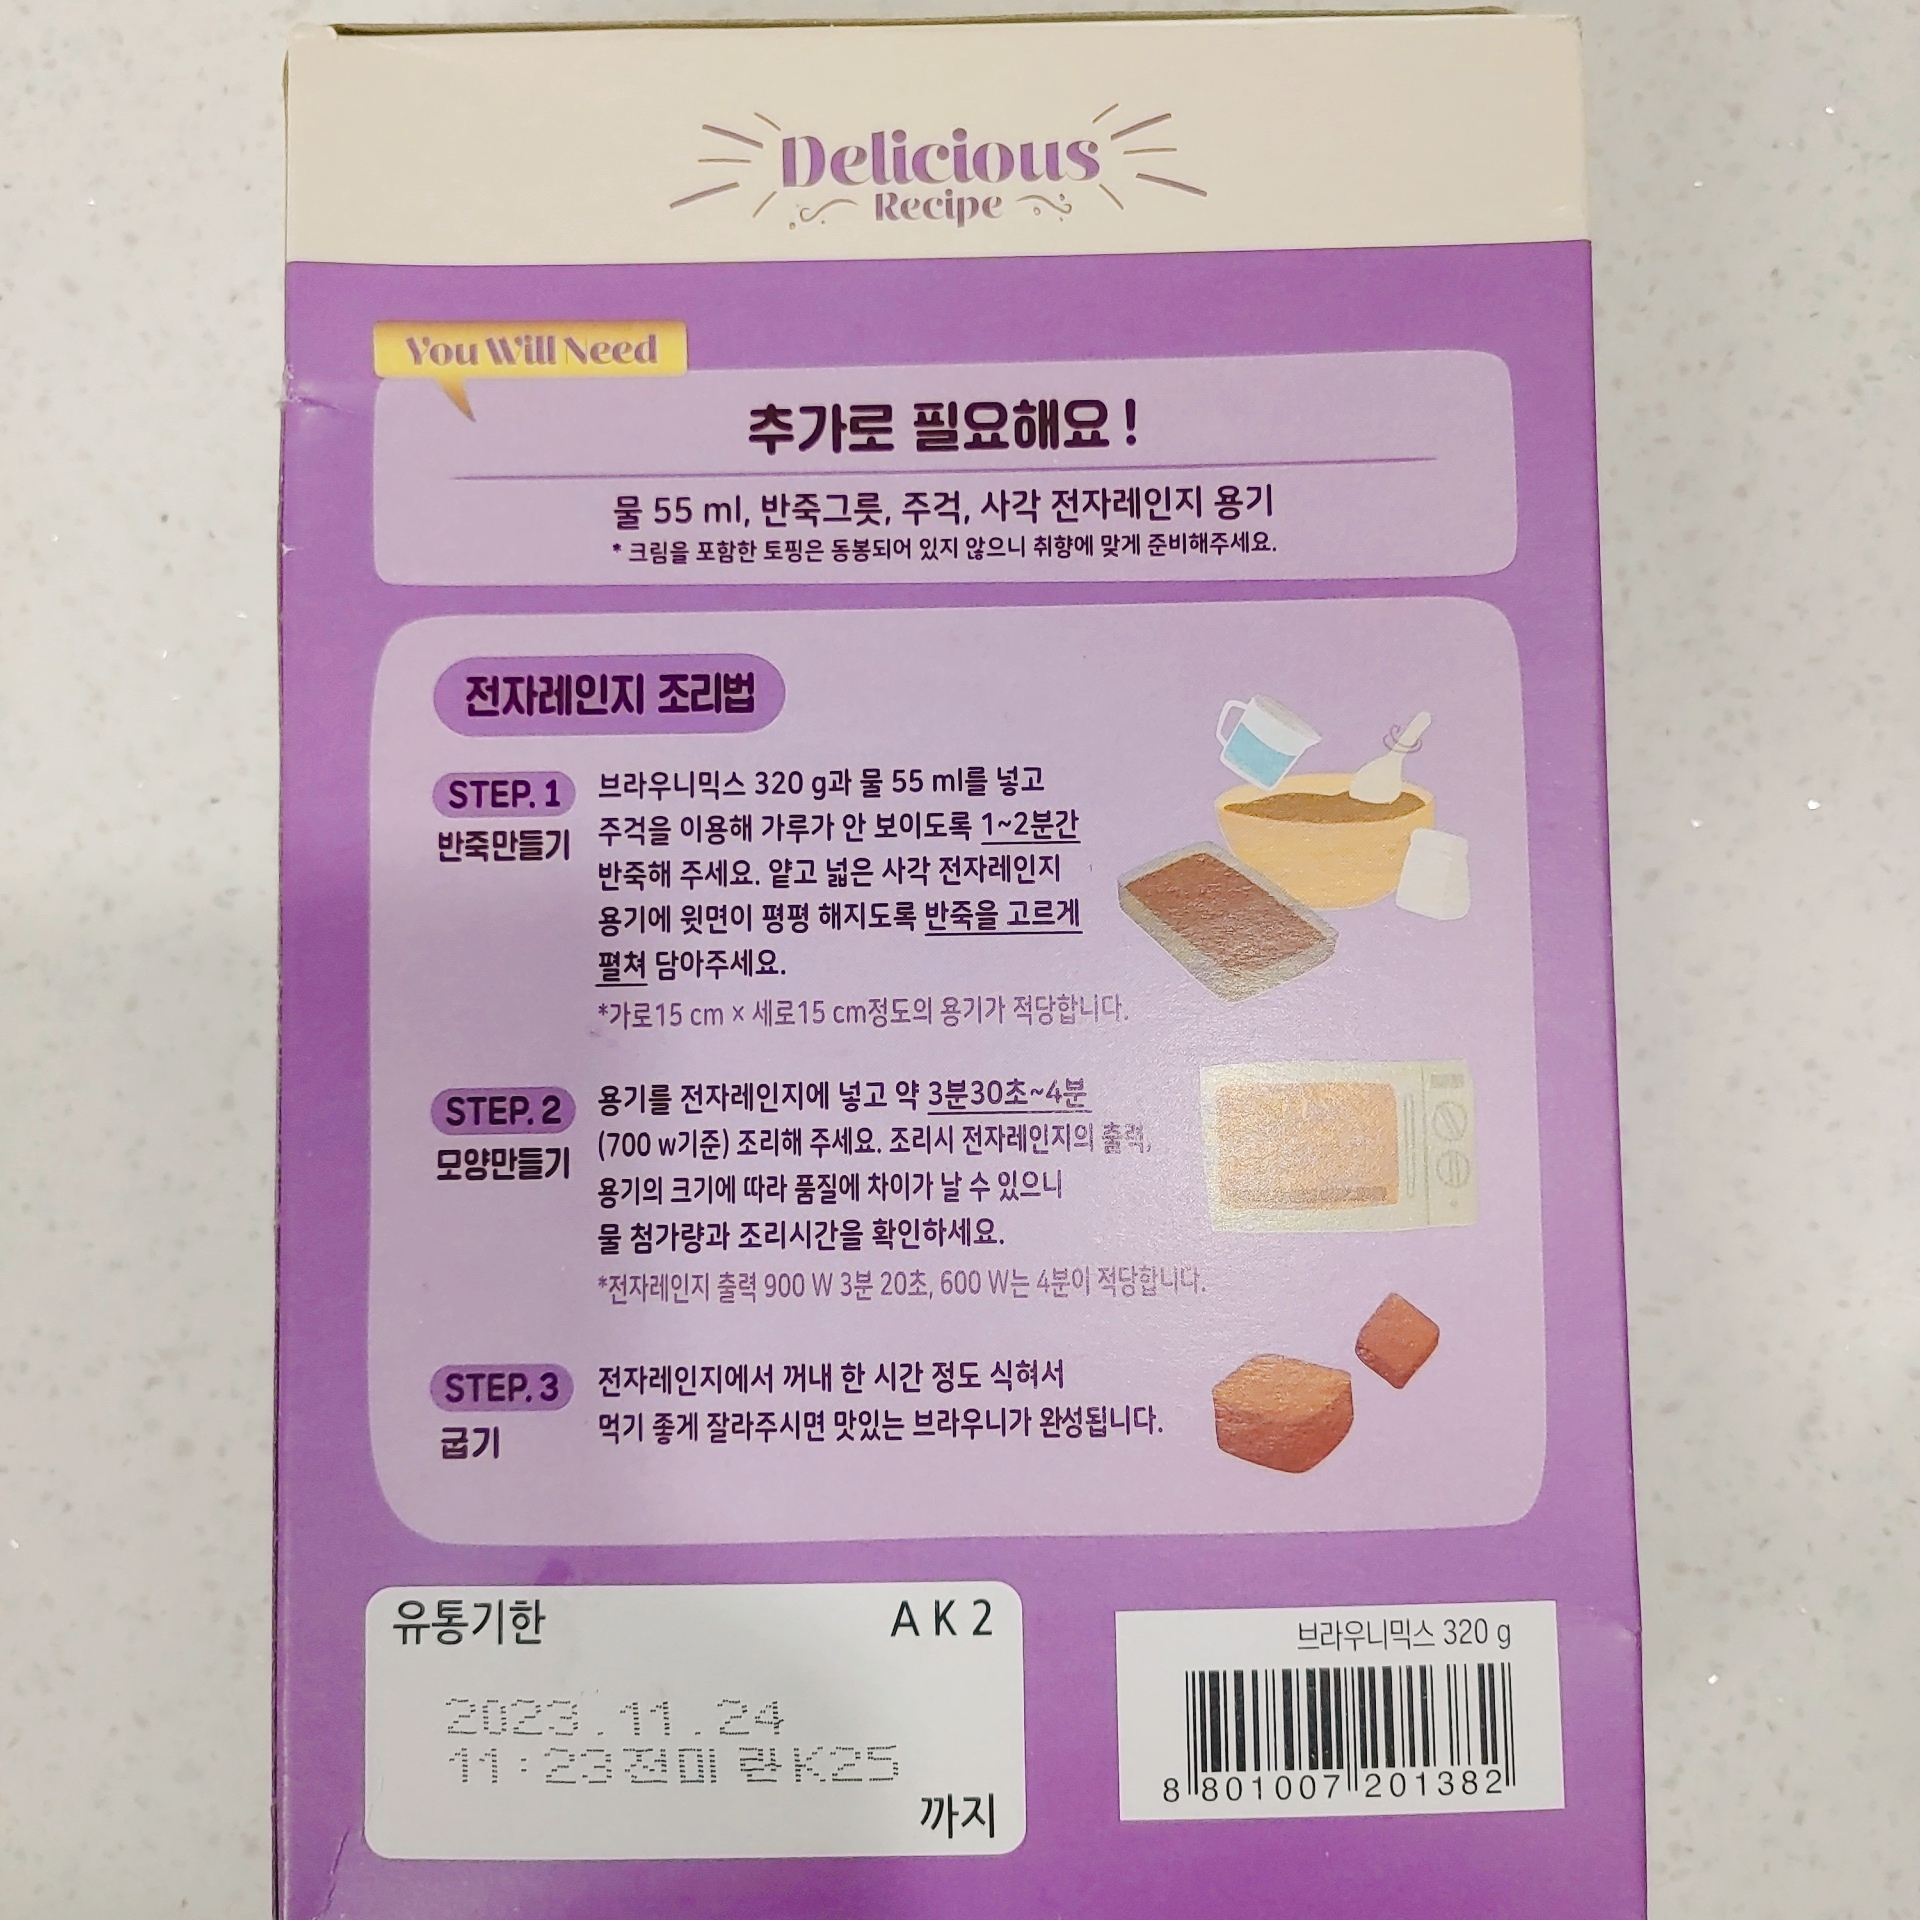 Delicious
Recipe
You Will Need
추가로 필요해요!
물 55 ml, 반죽그릇, 주걱, 사각 전자레인지 용기
* 크림을 포함한 토핑은 동봉되어 있지 않으니 취향에 맞게 준비해주세요.
전자레인지 조리법
STEP. 1
반죽만들기
브라우니믹스 320 g과 물 55 ml를 넣고
주걱을 이용해 가루가 안 보이도록 1~2분간
반죽해 주세요. 얕고 넓은 사각 전자레인지
용기에 윗면이 평평 해지도록 반죽을 고르게
펼쳐 담아주세요.
*가로15 cm × 세로15 cm정도의 용기가 적당합니다.
STEP. 2
모양만들기
용기를 전자레인지에 넣고 약 3분30초~4분
(700 w기준) 조리해 주세요. 조리시 전자레인지의 출력,
용기의 크기에 따라 품질에 차이가 날 수 있으니
물 첨가량과 조리시간을 확인하세요.
*전자레인지 출력 900 W 3분 20초, 600 W는 4분이 적당합니다.
STEP. 3
굽기
전자레인지에서 꺼내 한 시간 정도 식혀서
먹기 좋게 잘라주시면 맛있는 브라우니가 완성됩니다.
유통기한 AK2
2023.11.24
11:23 K25
까지
브라우니믹스 320 g
8 801007 201382